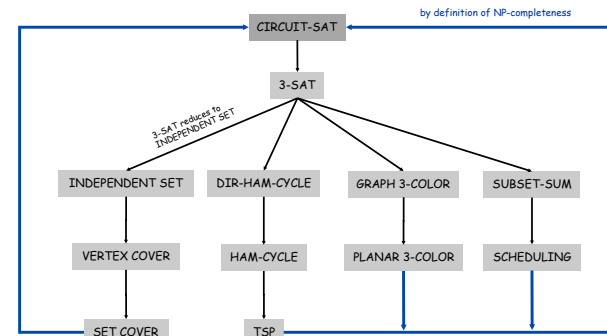 by definition of NP-completeness
CIRCUIT-SAT
3-SAT
3-SAT reduces to
INDEPENDENT SET
INDEPENDENT SET
DIR-HAM-CYCLE
GRAPH 3-COLOR
SUBSET-SUM
VERTEX COVER
HAM-CYCLE
PLANAR 3-COLOR
SCHEDULING
SET COVER
TSP